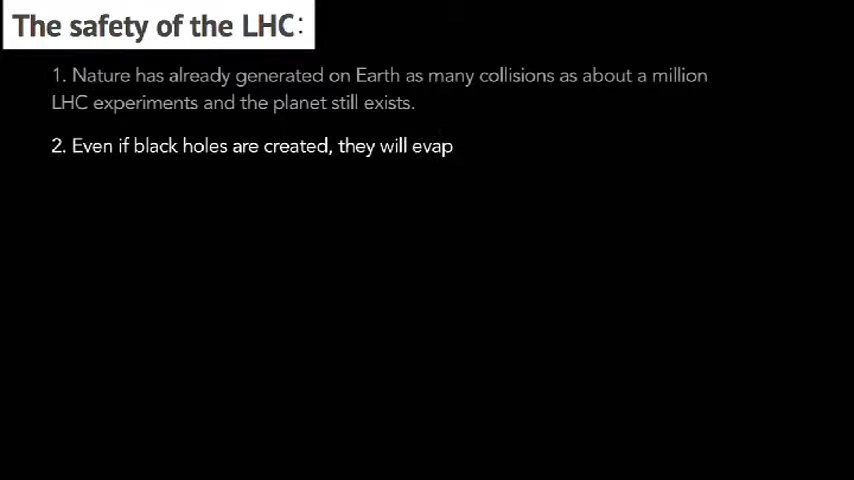 The safety of the LHC:
1. Nature has already generated on Earth as many collisions as about a million
LHC experiments and the planet still exists.
2. Even if black holes are created, they will evap